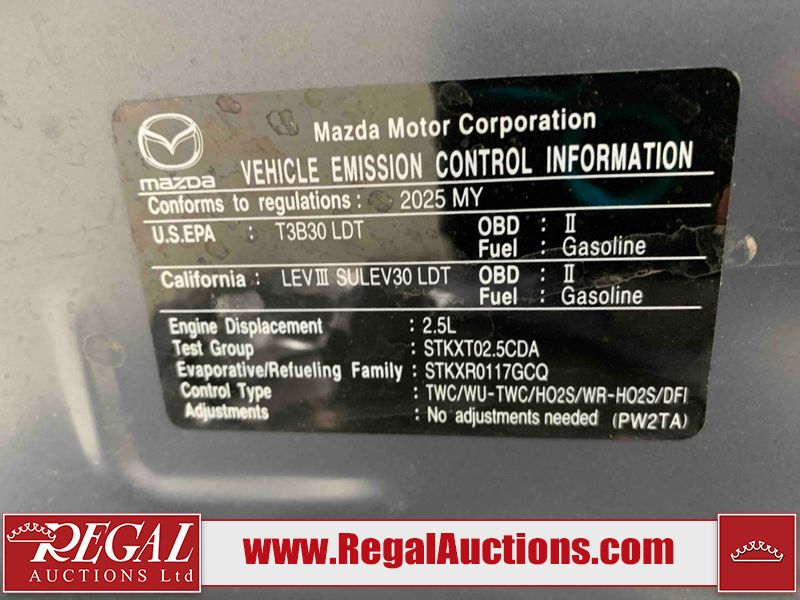 Mazda Motor Corporation
mazda VEHICLE EMISSION CONTROL INFORMATION
Conforms to regulations : 2025 MY
U.S.EPA : T3B30 LDT OBD : II
Fuel : Gasoline
California : LEVIII SULEV30 LDT OBD : II
Fuel : Gasoline
Engine Displacement : 2.5L
Test Group : STKXT02.5CDA
Evaporative/Refueling Family : STKXR0117GCQ
Control Type : TWC/WU-TWC/HO2S/WR-HO2S/DFI
Adjustments : No adjustments needed (PW2TA)
REGAL
AUCTIONS Ltd
www.RegalAuctions.com